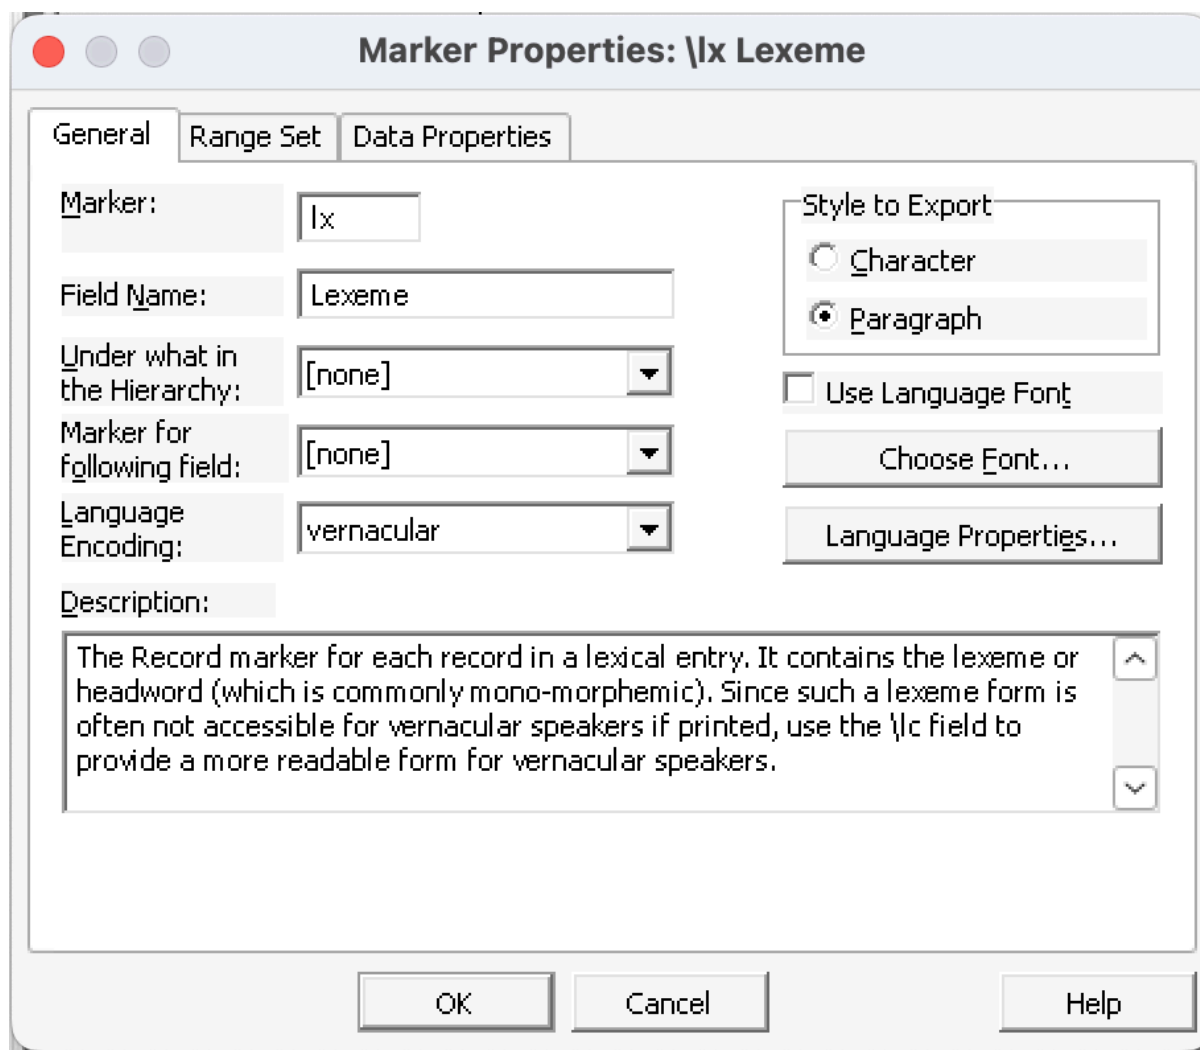 Marker Properties: \lx Lexeme
General
Range Set
Data Properties
Marker:
lx
Field Name:
Lexeme
Under what in
the Hierarchy:
[none]
Marker for
following field:
[none]
Language
Encoding:
vernacular
Style to Export
Character
Paragraph
Use Language Font
Choose Font...
Language Properties...
Description:
The Record marker for each record in a lexical entry. It contains the lexeme or
headword (which is commonly mono-morphemic). Since such a lexeme form is
often not accessible for vernacular speakers if printed, use the \lc field to
provide a more readable form for vernacular speakers.
OK
Cancel
Help